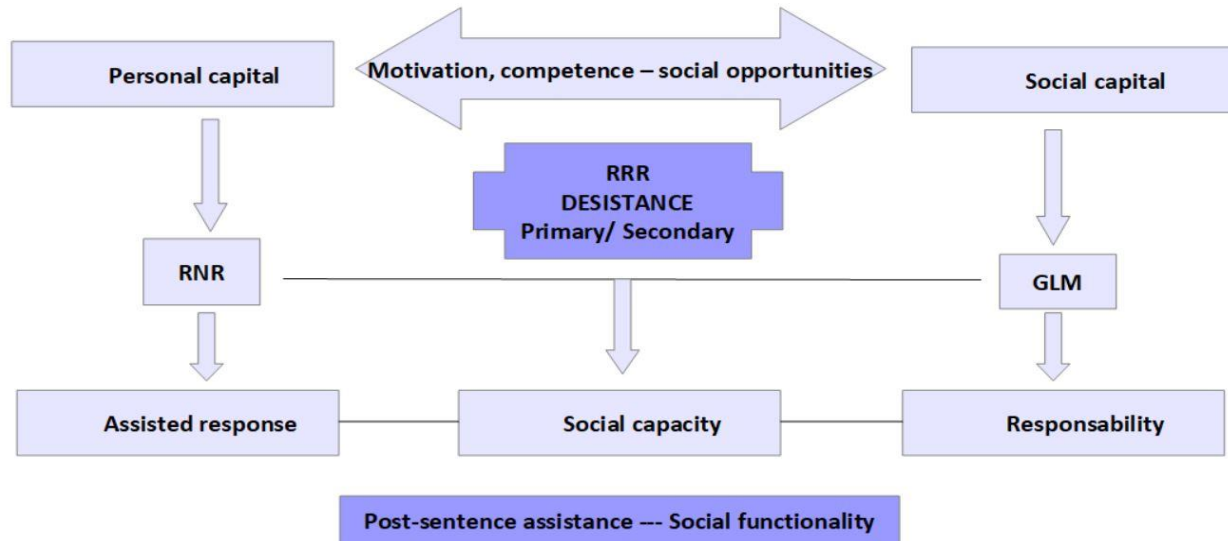 Personal capital
Motivation, competence – social opportunities
Social capital
RRR
DESISTANCE
Primary/ Secondary
RNR
GLM
Assisted response
Social capacity
Responsability
Post-sentence assistance --- Social functionality